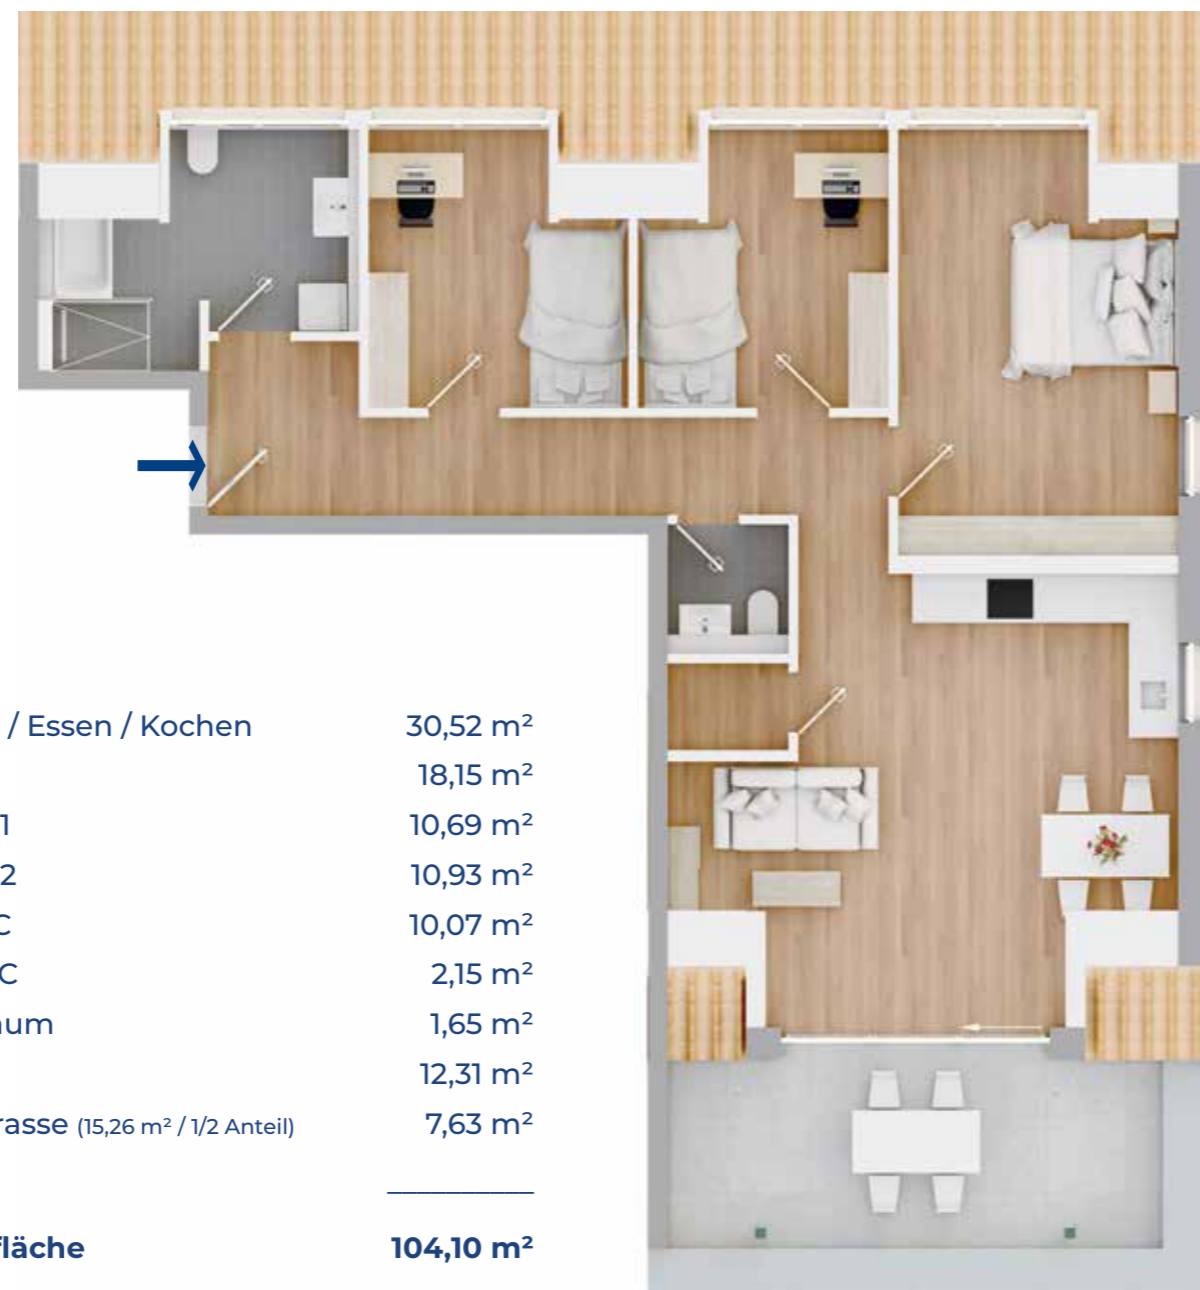 / Essen / Kochen 30,52 m²
18,15 m²
1 10,69 m²
2 10,93 m²
C 10,07 m²
C 2,15 m²
um 1,65 m²
12,31 m²
rasse (15,26 m² / 1/2 Anteil) 7,63 m²
fläche 104,10 m²